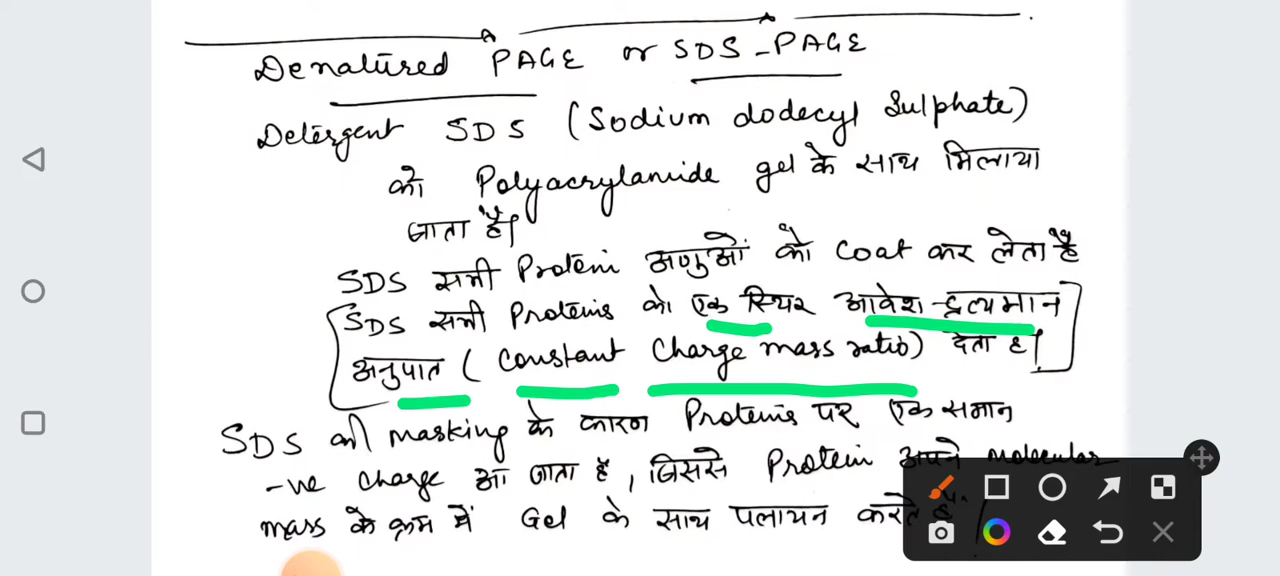 Denatured PAGE or SDS-PAGE
Detergent SDS (Sodium dodecyl Sulphate)
को Polyacrylamide gel के साथ मिलाया
जाता है।
SDS सभी Protein अणुओं को coat कर लेता है
SDS सभी Proteins को एक स्थिर आवेश-द्रव्यमान
अनुपात (Constant Charge mass ratio) देता है।
SDS की masking के कारण Proteins पर एक समान
-ve charge आ जाता है, जिससे Protein अपने molecular
mass के क्रम में Gel के साथ पलायन करते हैं